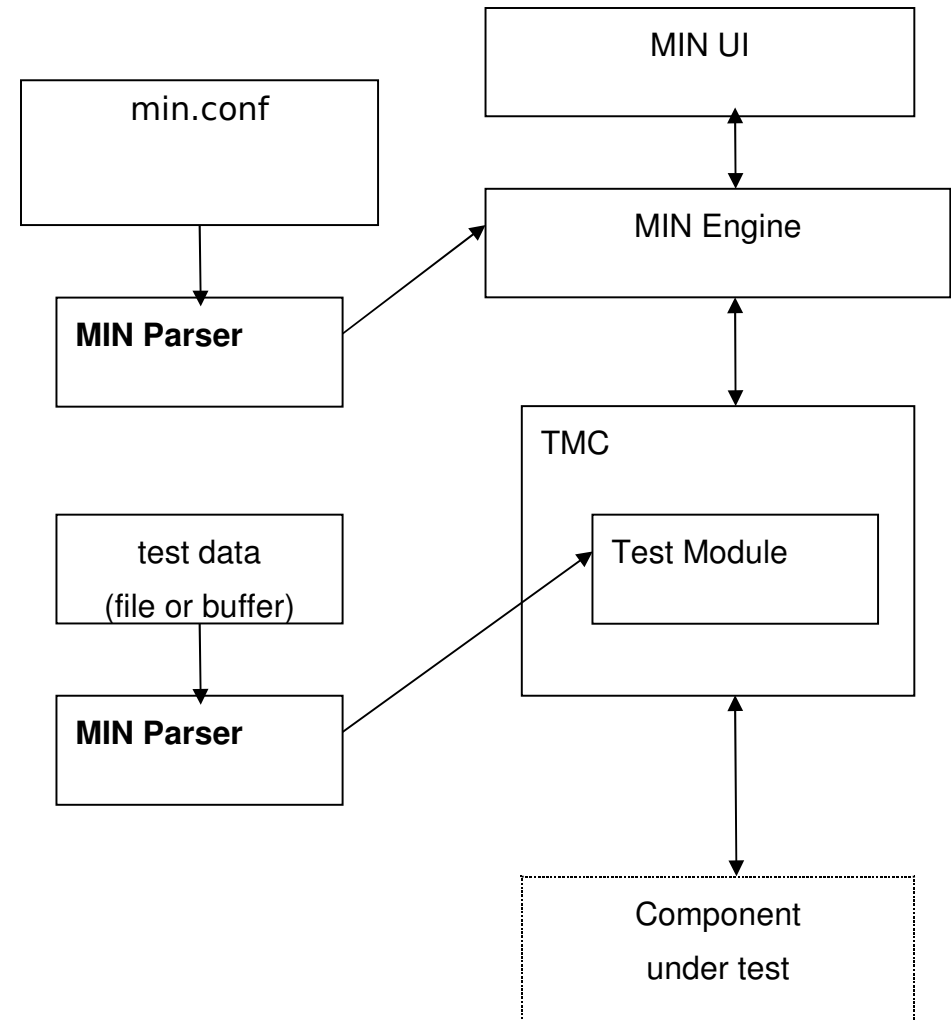 MIN UI
min.conf
MIN Engine
MIN Parser
TMC
test data
(file or buffer)
Test Module
MIN Parser
Component
under test